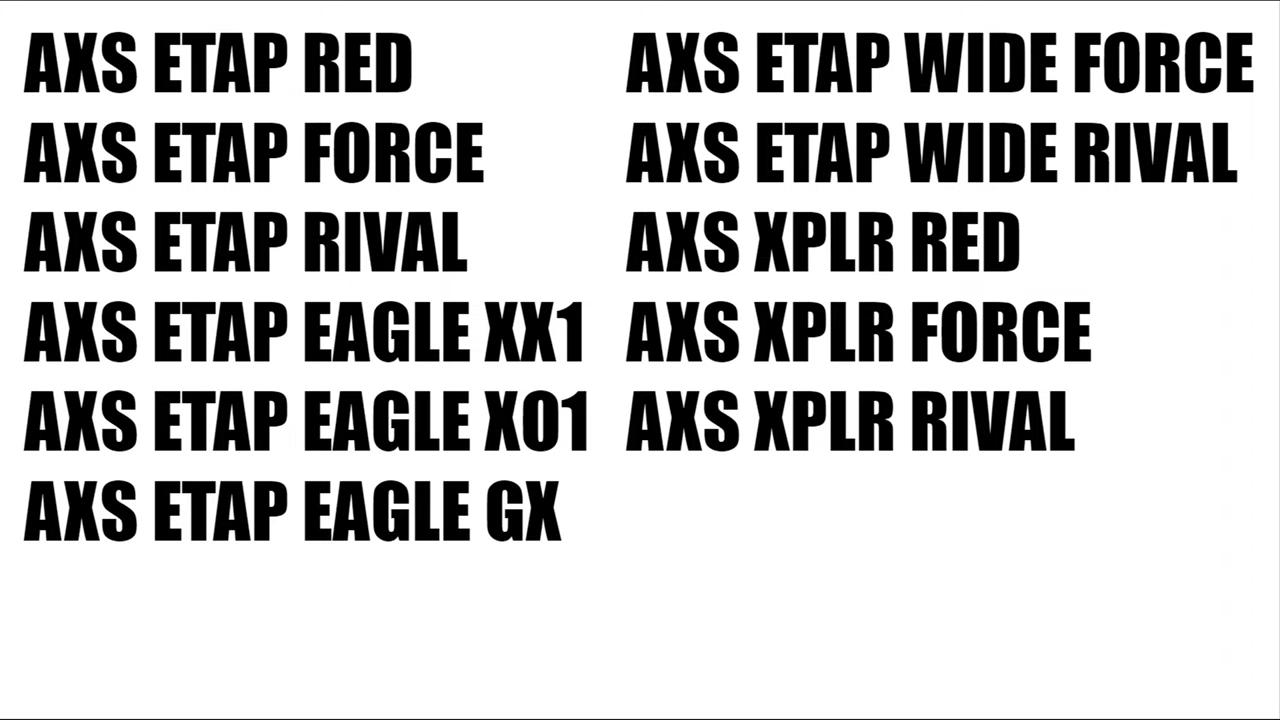 AXS ETAP RED
AXS ETAP FORCE
AXS ETAP RIVAL
AXS ETAP EAGLE XX1
AXS ETAP EAGLE X01
AXS ETAP EAGLE GX
AXS ETAP WIDE FORCE
AXS ETAP WIDE RIVAL
AXS XPLR RED
AXS XPLR FORCE
AXS XPLR RIVAL